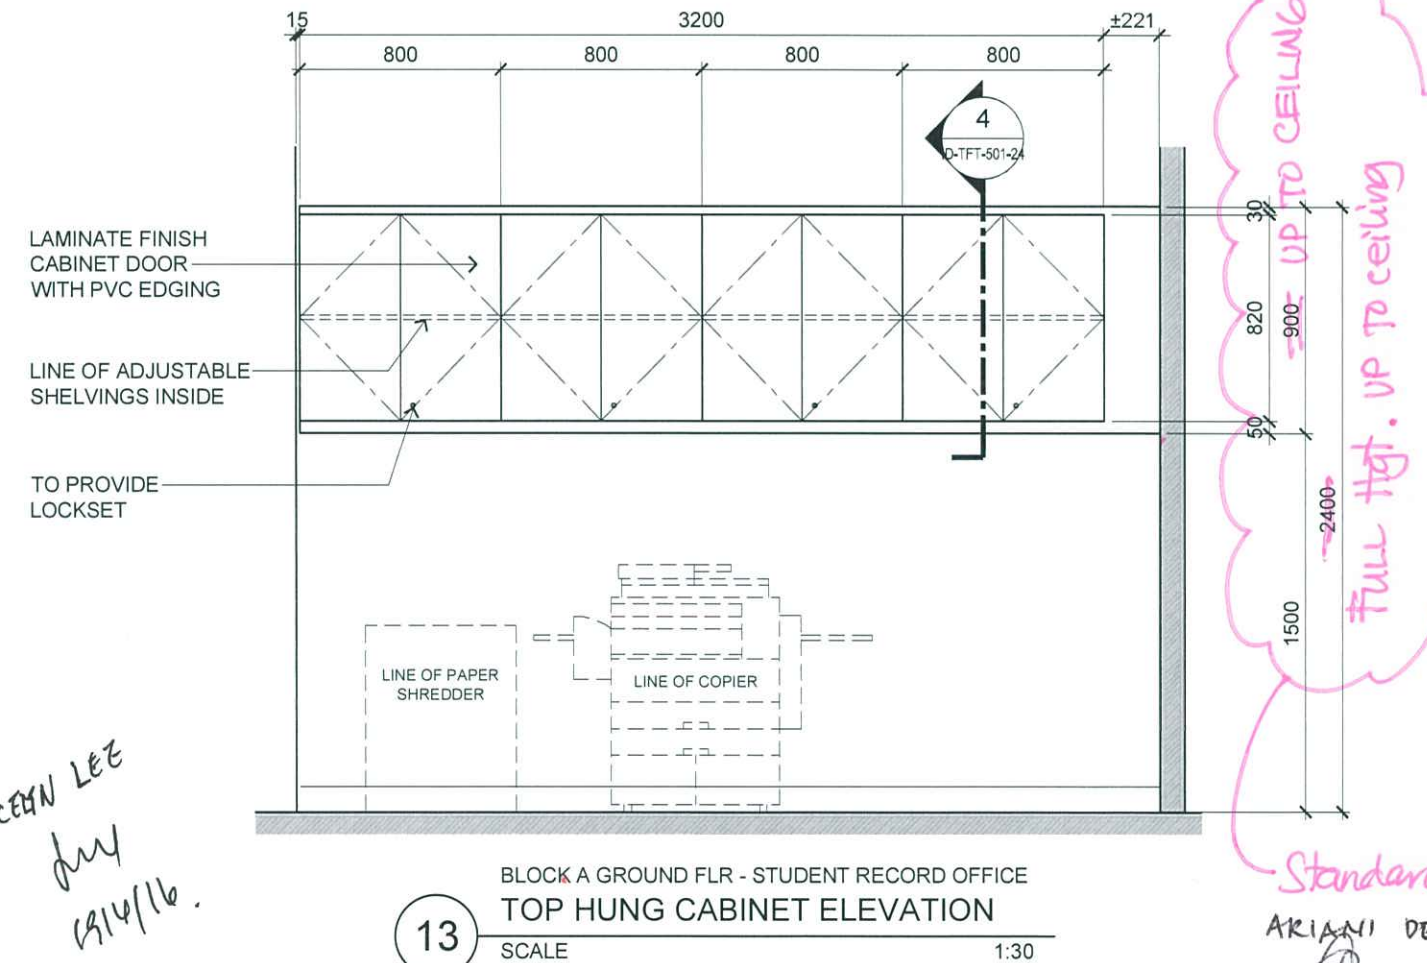 15
3200
±221
800
800
800
800
4
ID-TFT-501-24
LAMINATE FINISH
CABINET DOOR
WITH PVC EDGING
LINE OF ADJUSTABLE
SHELVINGS INSIDE
TO PROVIDE
LOCKSET
30
820
50
900
UP TO CEILING
1500
2400
FULL Hgt. UP TO ceiling
LINE OF PAPER
SHREDDER
LINE OF COPIER
LEE
Standar
ARIANI DE
BLOCK A GROUND FLR - STUDENT RECORD OFFICE
13
TOP HUNG CABINET ELEVATION
SCALE
1:30